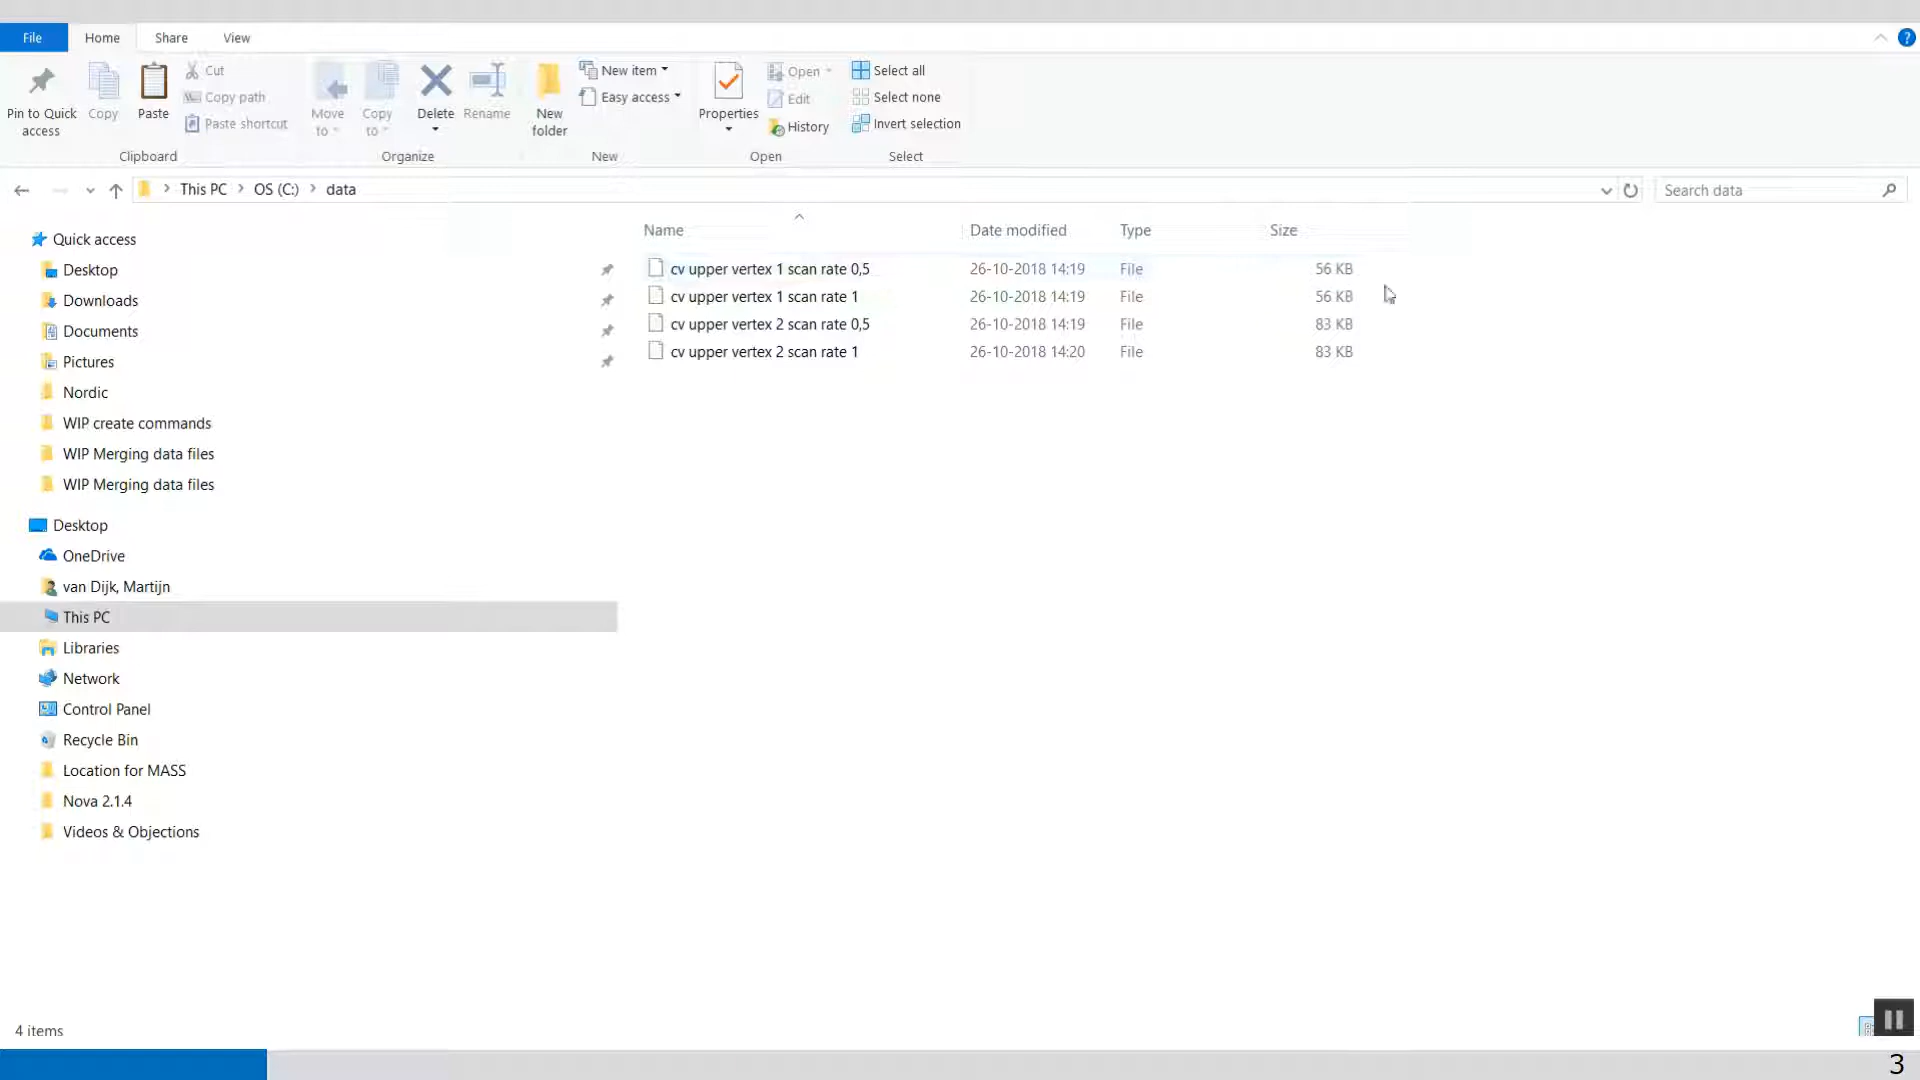 File Home Share View
Pin to Quick access
Copy
Paste
Cut
Copy path
Paste shortcut
Clipboard
Move to
Copy to
Delete
Rename
Organize
New folder
New item
Easy access
New
Properties
Open
Edit
History
Open
Select all
Select none
Invert selection
Select
This PC > OS (C:) > data
Search data
Quick access
Desktop
Downloads
Documents
Pictures
Nordic
WIP create commands
WIP Merging data files
WIP Merging data files
Desktop
OneDrive
van Dijk, Martijn
This PC
Libraries
Network
Control Panel
Recycle Bin
Location for MASS
Nova 2.1.4
Videos & Objections
Name Date modified Type Size
cv upper vertex 1 scan rate 0,5 26-10-2018 14:19 File 56 KB
cv upper vertex 1 scan rate 1 26-10-2018 14:19 File 56 KB
cv upper vertex 2 scan rate 0,5 26-10-2018 14:19 File 83 KB
cv upper vertex 2 scan rate 1 26-10-2018 14:20 File 83 KB
4 items
3